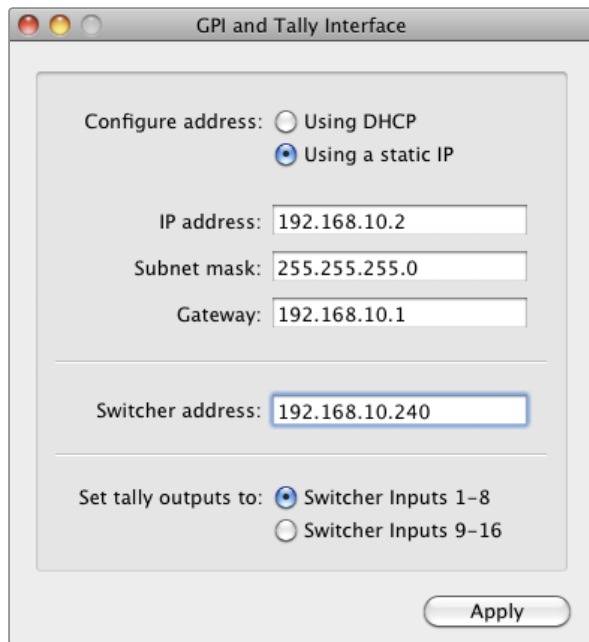 GPI and Tally Interface
Configure address: Using DHCP
Using a static IP
IP address: 192.168.10.2
Subnet mask: 255.255.255.0
Gateway: 192.168.10.1
Switcher address: 192.168.10.240
Set tally outputs to: Switcher Inputs 1-8
Switcher Inputs 9-16
Apply